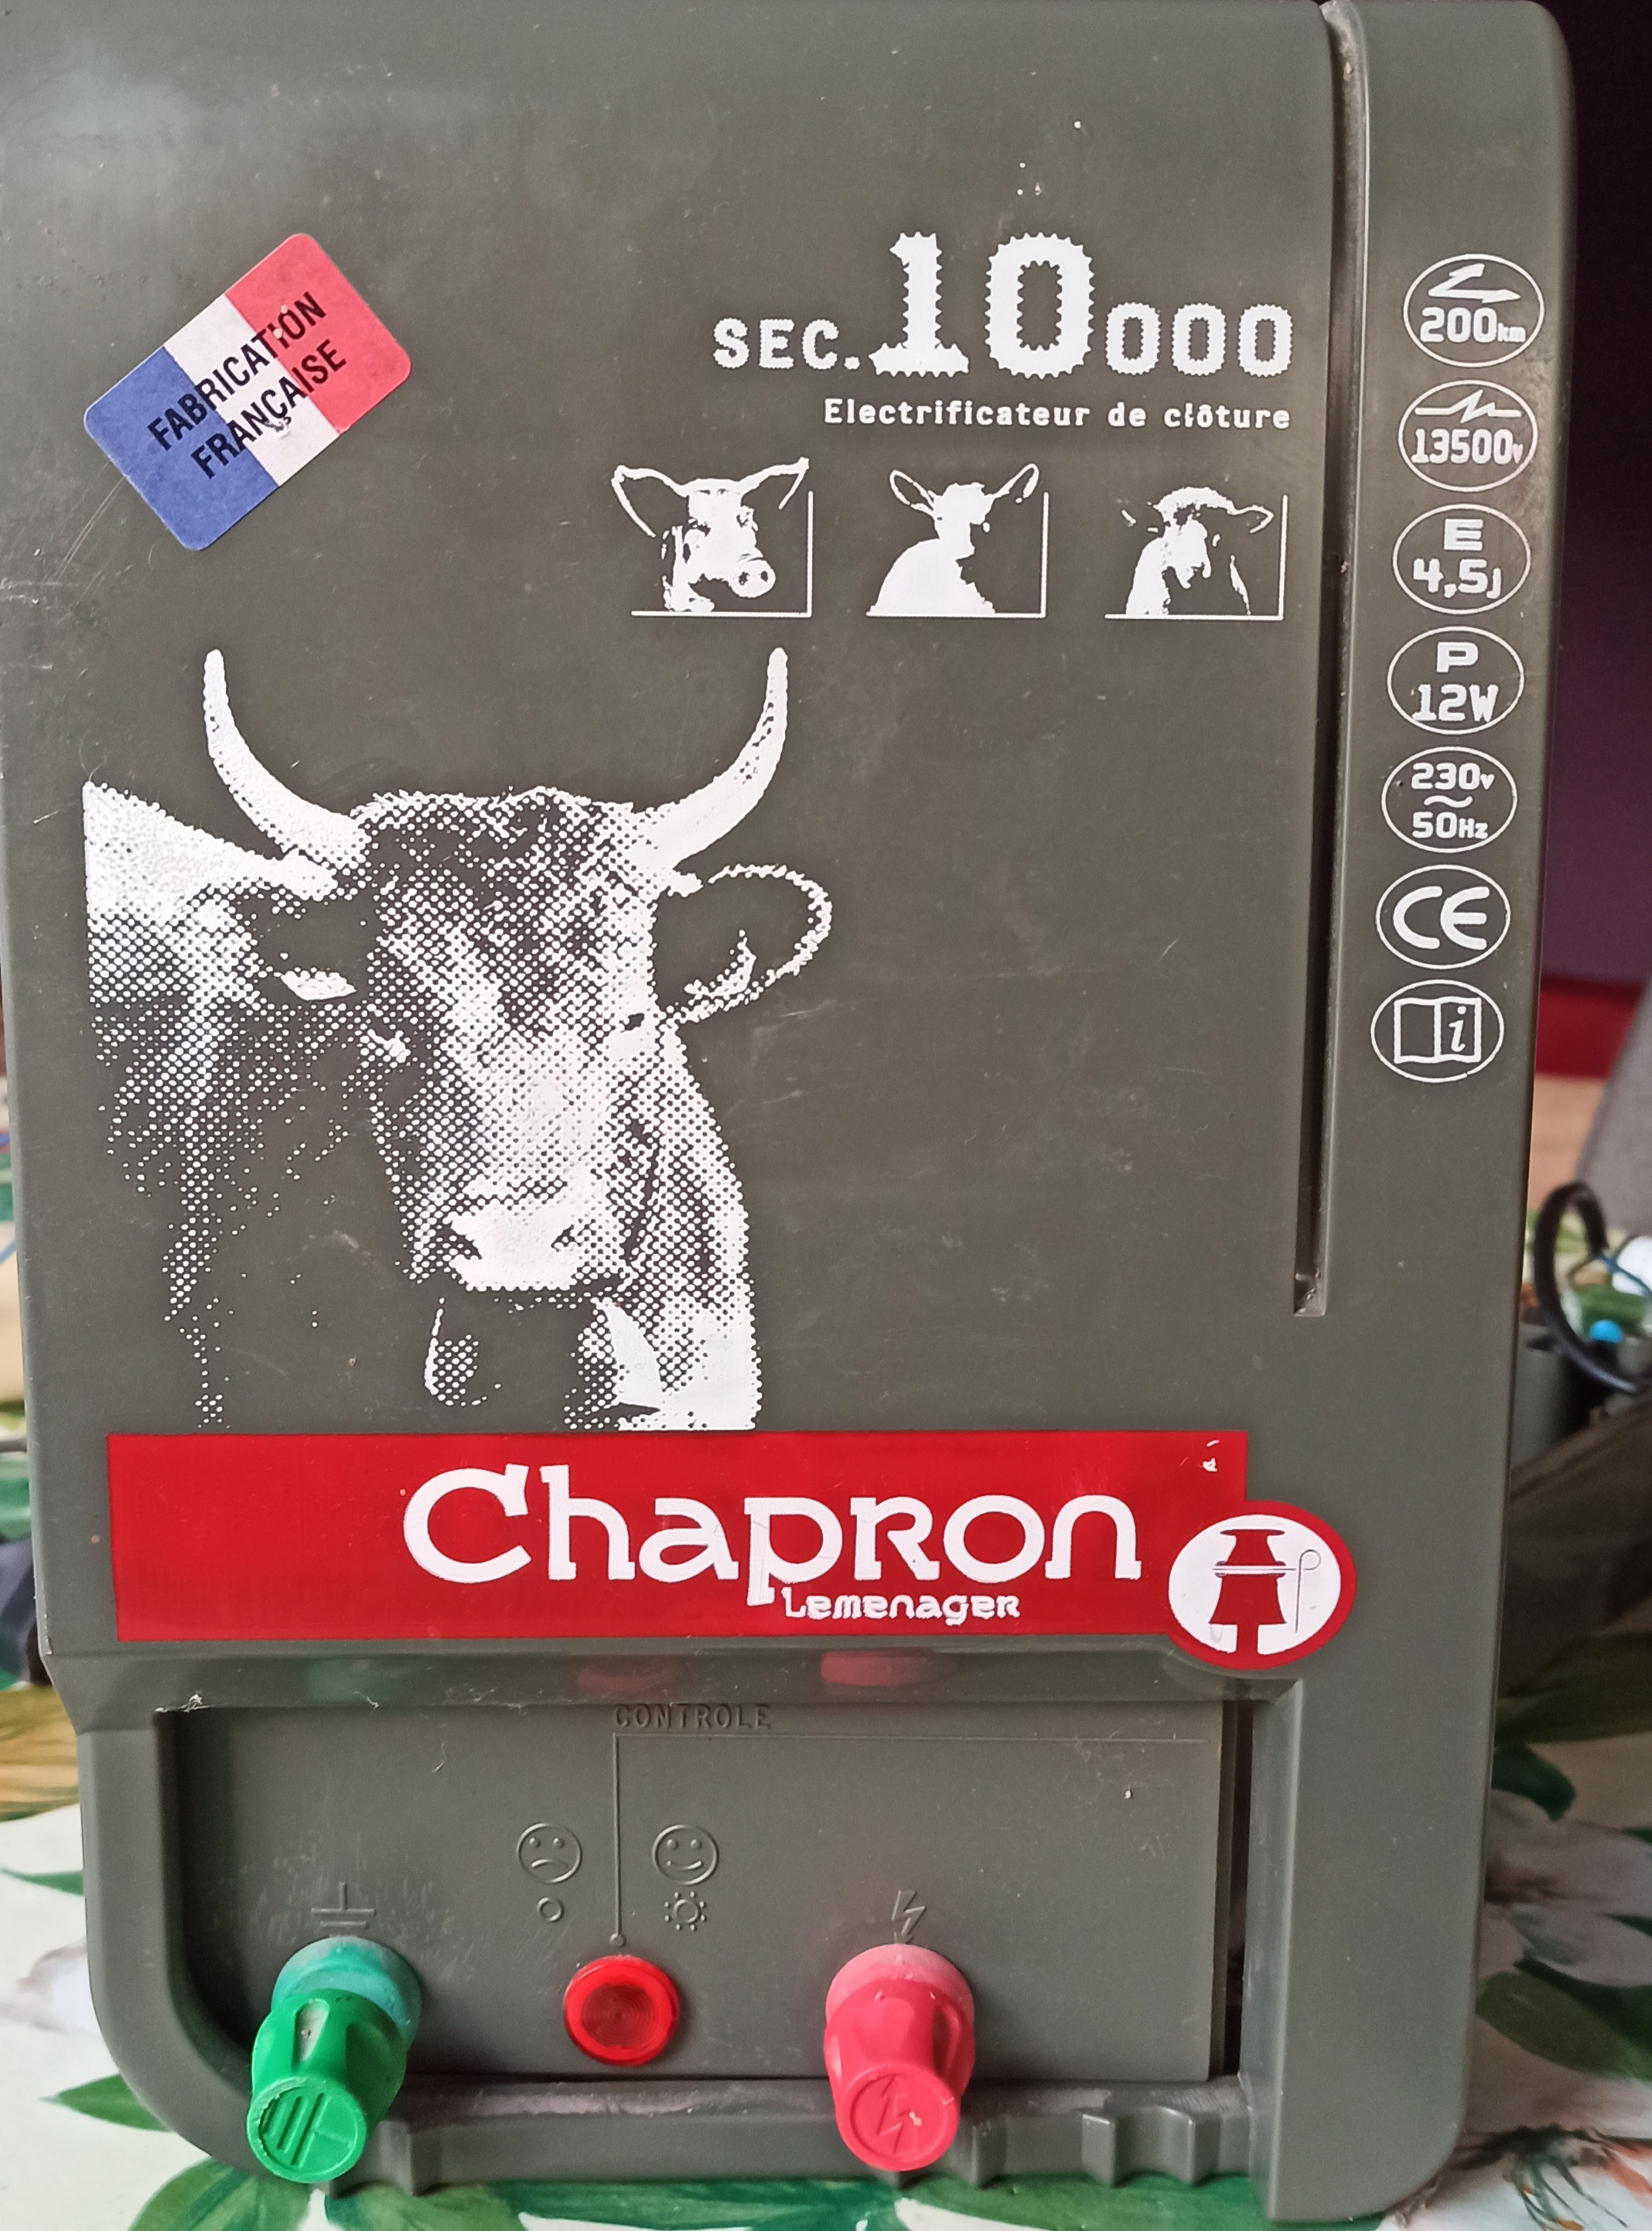 FABRICATION
FRANÇAISE
SEC.10000
Electrificateur de clôture
200km
13500v
E
4,5j
P
12W
230v
~
50Hz
CE
i
Chapron
Lemenager
CONTROLE